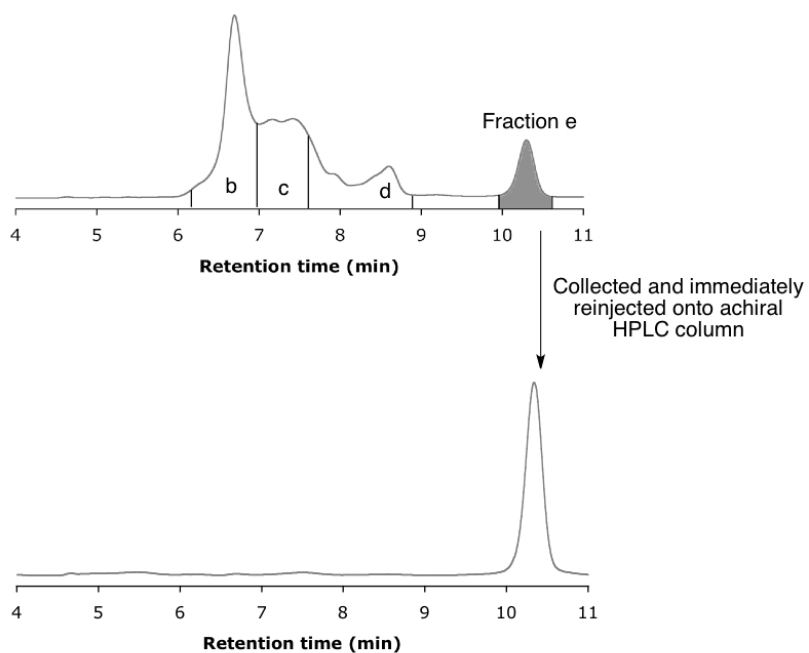 Fraction e
b
c
d
4 5 6 7 8 9 10 11
Retention time (min)
Collected and immediately
reinjected onto achiral
HPLC column
4 5 6 7 8 9 10 11
Retention time (min)